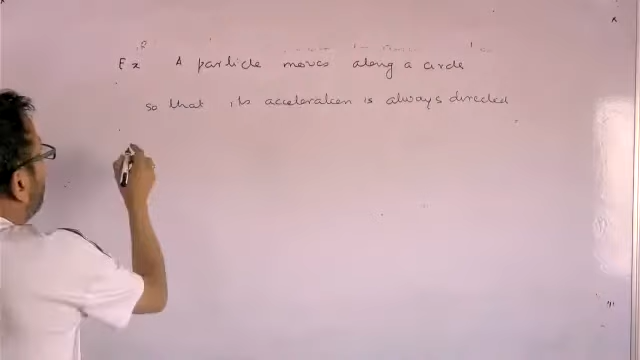 Ex A particle moves along a circle
so that its acceleration is always directed